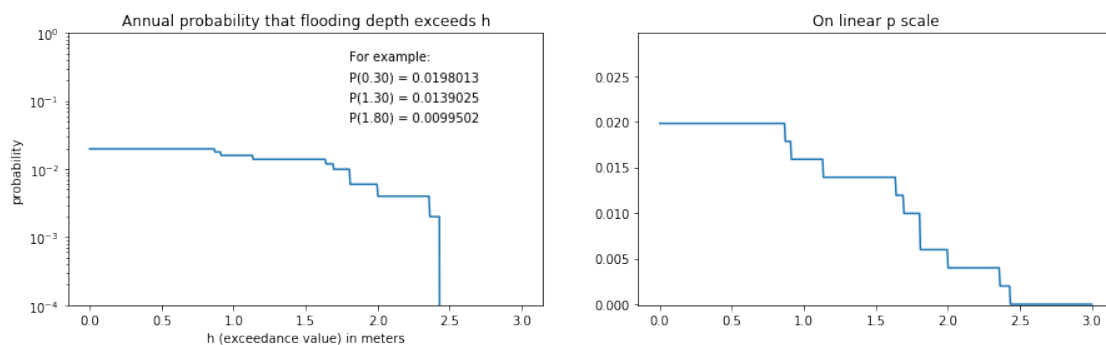 Annual probability that flooding depth exceeds h
10⁰
10⁻¹
10⁻²
10⁻³
10⁻⁴
probability
For example:
P(0.30) = 0.0198013
P(1.30) = 0.0139025
P(1.80) = 0.0099502
0.0 0.5 1.0 1.5 2.0 2.5 3.0
h (exceedance value) in meters
On linear p scale
0.025
0.020
0.015
0.010
0.005
0.000
0.0 0.5 1.0 1.5 2.0 2.5 3.0